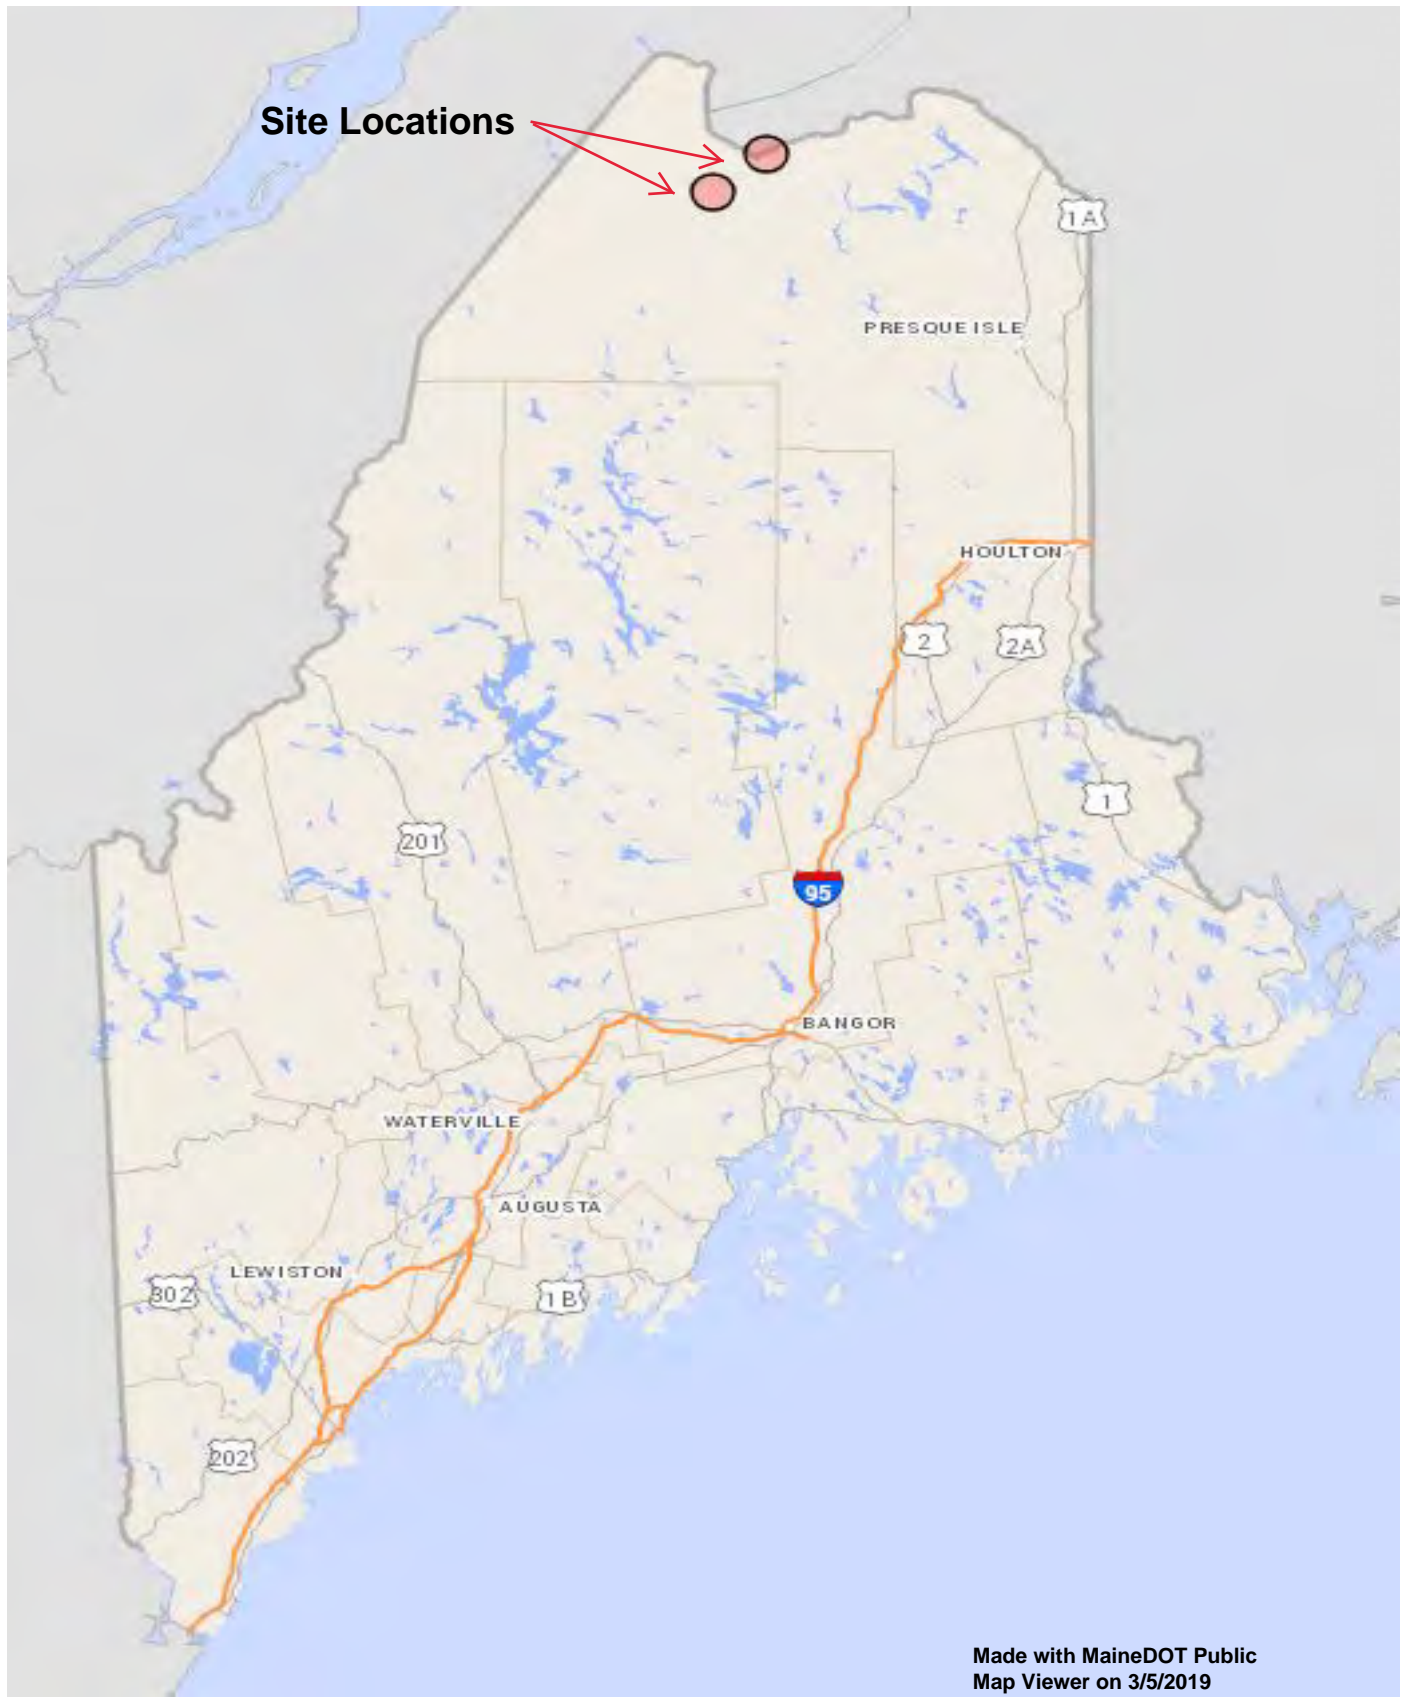 Site Locations
1A
PRESQUE ISLE
HOULTON
2
2A
1
201
95
BANGOR
WATERVILLE
AUGUSTA
LEWISTON
302
1B
202
Made with MaineDOT Public
Map Viewer on 3/5/2019